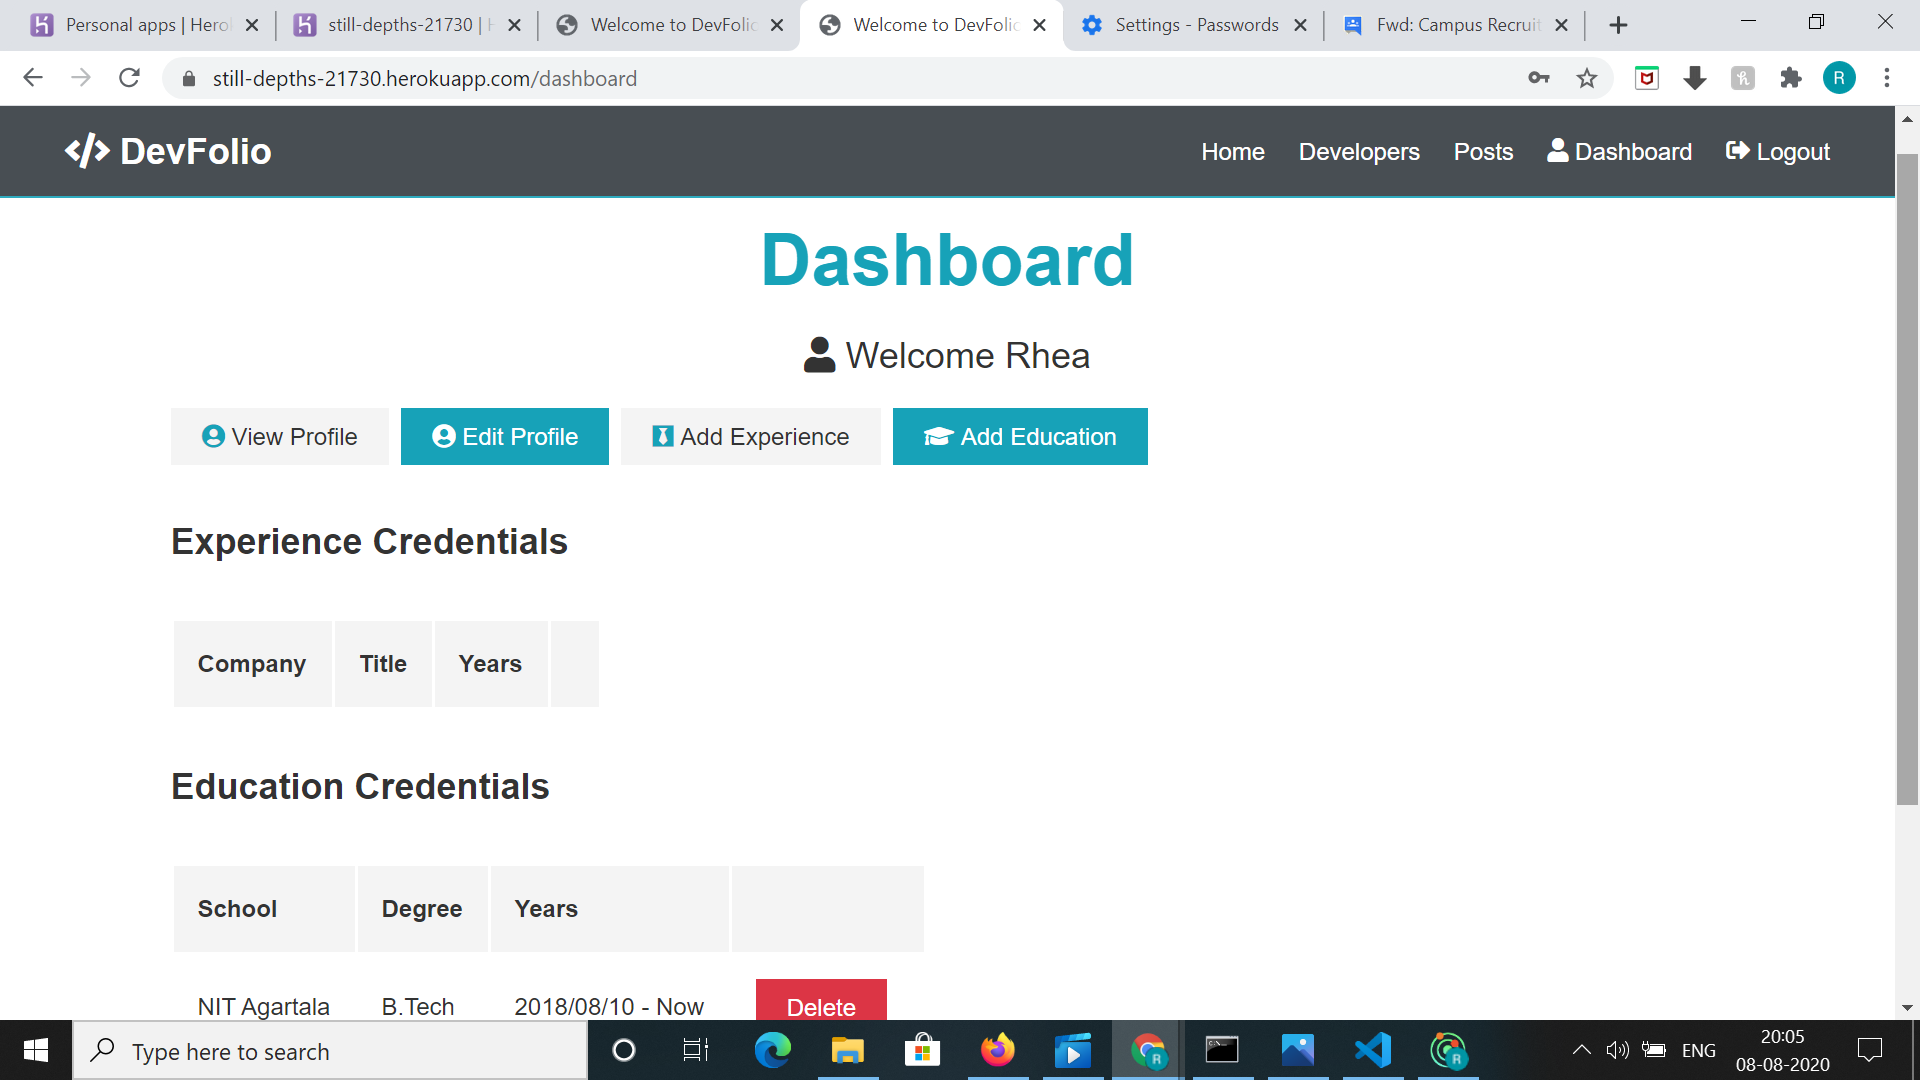 Personal apps | Hero
still-depths-21730 |
Welcome to DevFolio
Welcome to DevFolio
Settings - Passwords
Fwd: Campus Recruit
still-depths-21730.herokuapp.com/dashboard
R
</> DevFolio
Home
Developers
Posts
Dashboard
Logout
Dashboard
Welcome Rhea
View Profile
Edit Profile
Add Experience
Add Education
Experience Credentials
Company Title Years
Education Credentials
School Degree Years
NIT Agartala B.Tech 2018/08/10 - Now Delete
Type here to search
R
R
ENG
20:05
08-08-2020